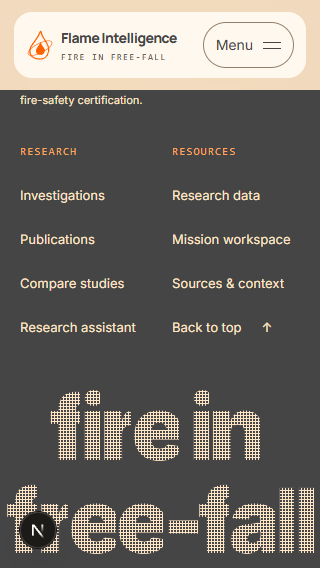 Flame Intelligence
FIRE IN FREE-FALL
Menu
fire-safety certification.
RESEARCH
RESOURCES
Investigations
Research data
Publications
Mission workspace
Compare studies
Sources & context
Research assistant
Back to top ↑
fire in
free-fall
N